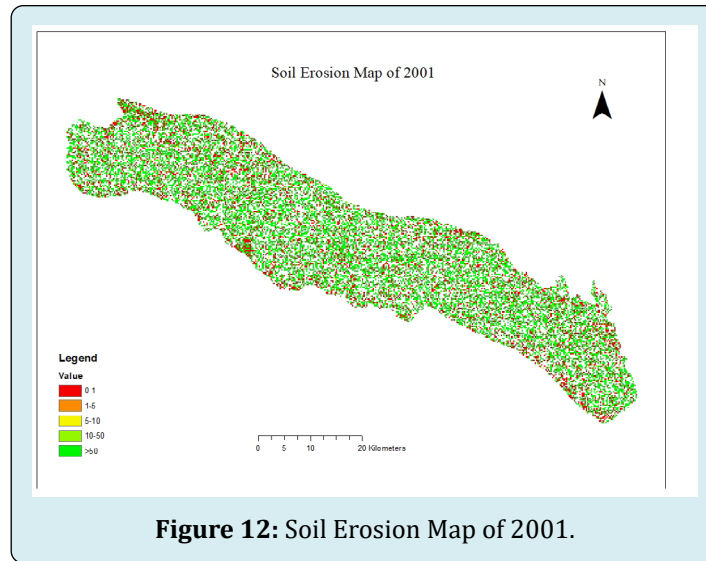 Soil Erosion Map of 2001
N
Legend
Value
0 1
1-5
5-10
10-50
>50
0 5 10 20 Kilometers
Figure 12: Soil Erosion Map of 2001.